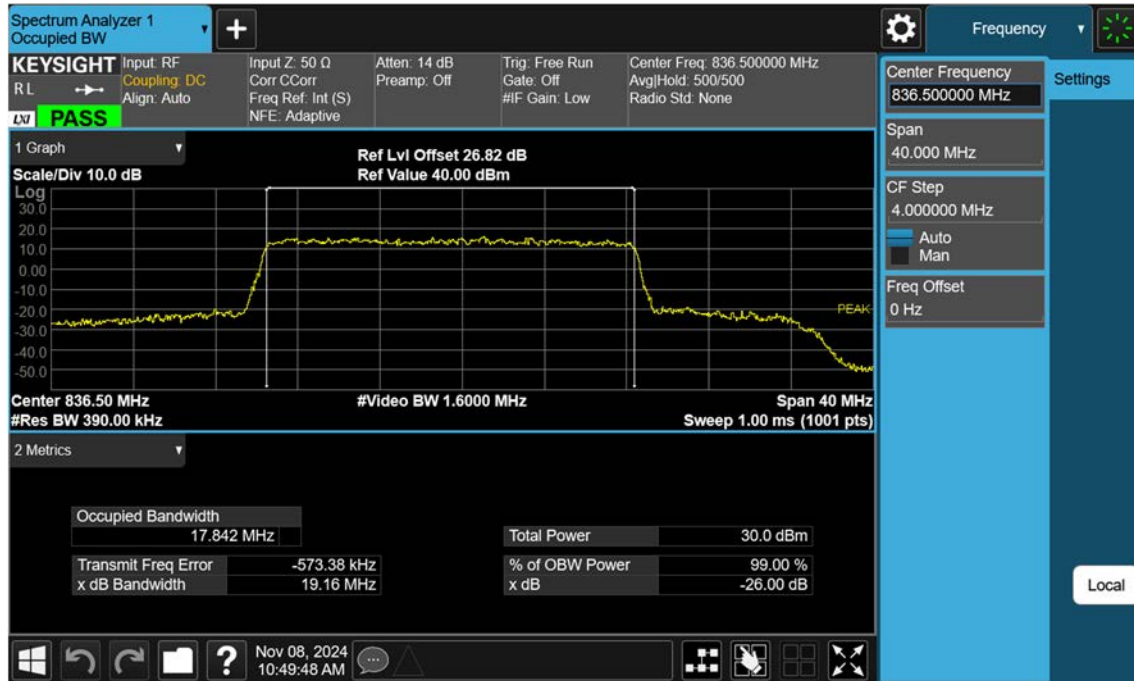 Spectrum Analyzer 1
Occupied BW
Frequency
KEYSIGHT
RL
LXI
PASS
Input: RF
Coupling: DC
Align: Auto
Input Z: 50 Ω
Corr CCorr
Freq Ref: Int (S)
NFE: Adaptive
Atten: 14 dB
Preamp: Off
Trig: Free Run
Gate: Off
#IF Gain: Low
Center Freq: 836.500000 MHz
Avg|Hold: 500/500
Radio Std: None
Center Frequency
836.500000 MHz
Settings
Span
40.000 MHz
CF Step
4.000000 MHz
Auto
Man
Freq Offset
0 Hz
Local
1 Graph
Scale/Div 10.0 dB
Ref Lvl Offset 26.82 dB
Ref Value 40.00 dBm
Log
30.0
20.0
10.0
0.00
-10.0
-20.0
-30.0
-40.0
-50.0
PEAK
Center 836.50 MHz
#Video BW 1.6000 MHz
Span 40 MHz
#Res BW 390.00 kHz
Sweep 1.00 ms (1001 pts)
2 Metrics
Occupied Bandwidth
17.842 MHz
Total Power 30.0 dBm
Transmit Freq Error -573.38 kHz
% of OBW Power 99.00 %
x dB Bandwidth 19.16 MHz
x dB -26.00 dB
Nov 08, 2024
10:49:48 AM